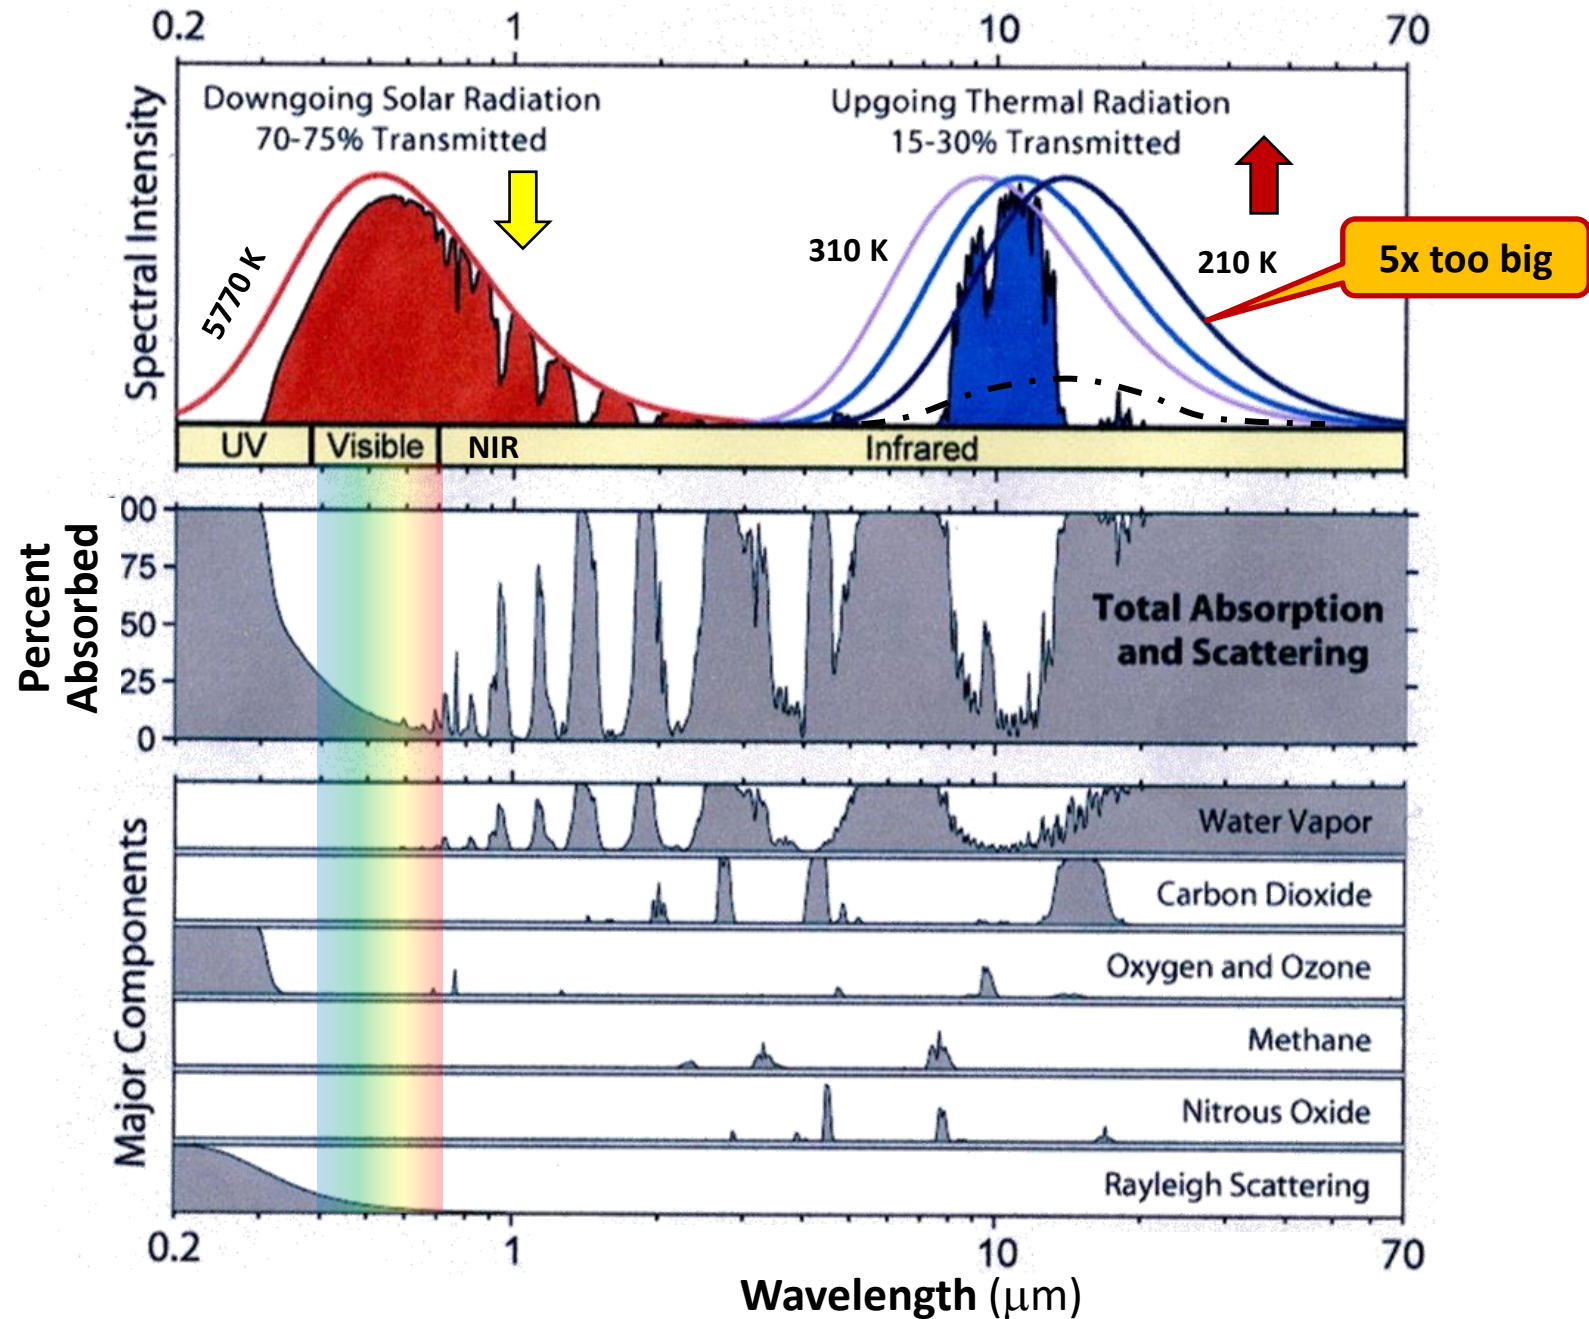 0.2 1 10 70
Spectral Intensity
Downgoing Solar Radiation
70-75% Transmitted
Upgoing Thermal Radiation
15-30% Transmitted
5770 K
310 K
210 K
5x too big
UV Visible NIR Infrared
Percent
Absorbed
00
75
50
25
0
Total Absorption
and Scattering
Major Components
Water Vapor
Carbon Dioxide
Oxygen and Ozone
Methane
Nitrous Oxide
Rayleigh Scattering
0.2 1 10 70
Wavelength (μm)